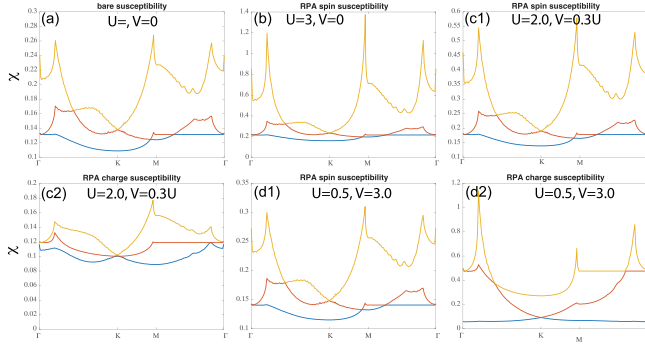 bare susceptibility
(a) U=, V=0
0.3
0.28
0.26
0.24
0.22
0.2
0.18
0.16
0.14
0.12
0.1
χ
Γ K M Γ
RPA spin susceptibility
(b) U=3, V=0
1.4
1.2
1
0.8
0.6
0.4
0.2
0
Γ K M Γ
RPA spin susceptibility
(c1) U=2.0, V=0.3U
0.6
0.55
0.5
0.45
0.4
0.35
0.3
0.25
0.2
0.15
0.1
Γ K M Γ
RPA charge susceptibility
(c2) U=2.0, V=0.3U
0.2
0.18
0.16
0.14
0.12
0.1
0.08
0.06
0.04
0.02
0
χ
Γ K M Γ
RPA spin susceptibility
(d1) U=0.5, V=3.0
0.35
0.3
0.25
0.2
0.15
0.1
Γ K M Γ
RPA charge susceptibility
(d2) U=0.5, V=3.0
1.2
1
0.8
0.6
0.4
0.2
0
Γ K M Γ